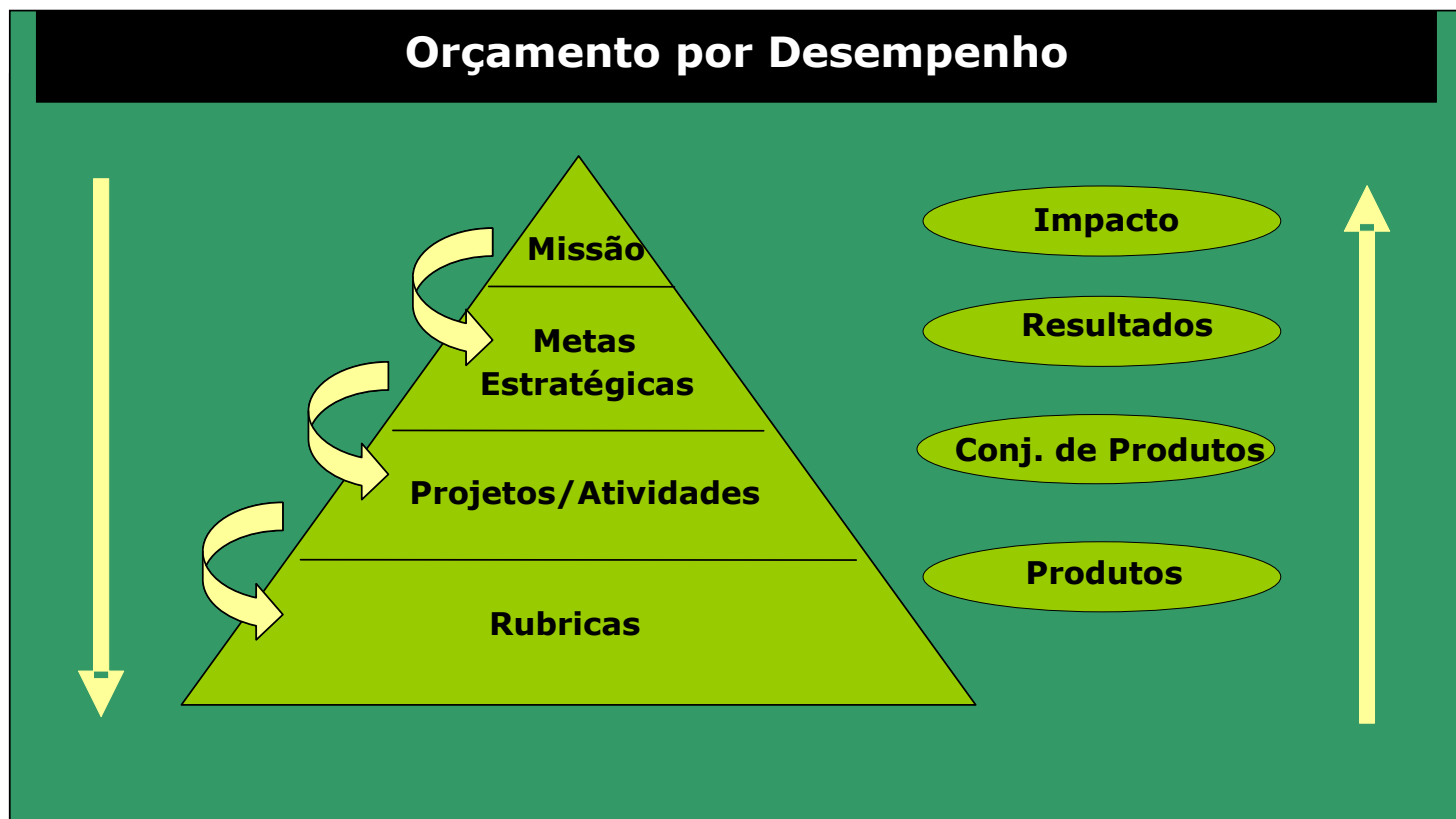 Orçamento por Desempenho
Missão
Metas
Estratégicas
Projetos/Atividades
Rubricas
Impacto
Resultados
Conj. de Produtos
Produtos